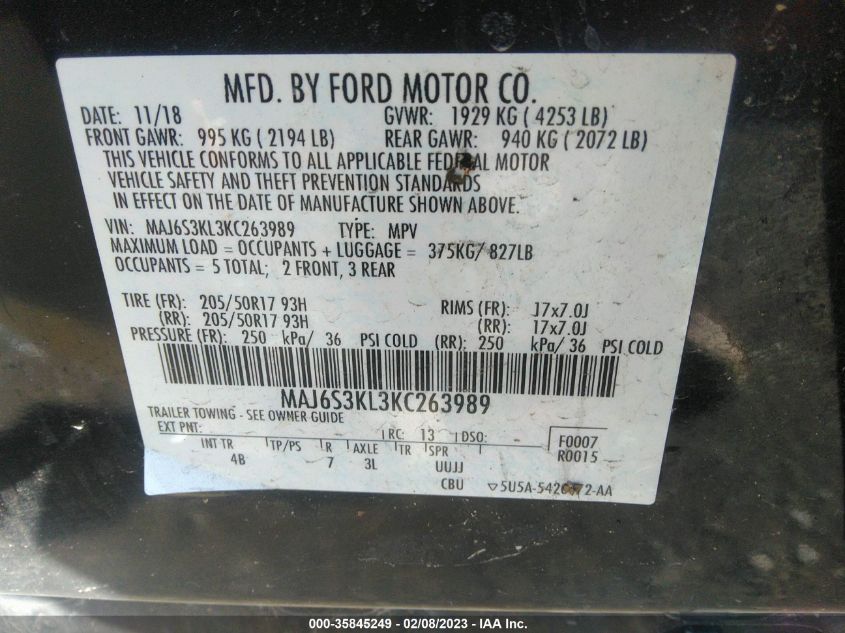 MFD. BY FORD MOTOR CO.
DATE: 11/18 GVWR: 1929 KG ( 4253 LB)
FRONT GAWR: 995 KG ( 2194 LB) REAR GAWR: 940 KG ( 2072 LB)
THIS VEHICLE CONFORMS TO ALL APPLICABLE FEDERAL MOTOR
VEHICLE SAFETY AND THEFT PREVENTION STANDARDS
IN EFFECT ON THE DATE OF MANUFACTURE SHOWN ABOVE.
VIN: MAJ6S3KL3KC263989 TYPE: MPV
MAXIMUM LOAD = OCCUPANTS + LUGGAGE = 375KG/ 827LB
OCCUPANTS = 5 TOTAL; 2 FRONT, 3 REAR
TIRE (FR): 205/50R17 93H RIMS (FR): 17x7.0J
(RR): 205/50R17 93H (RR): 17x7.0J
PRESSURE (FR): 250 kPa/ 36 PSI COLD (RR): 250 kPa/ 36 PSI COLD
MAJ6S3KL3KC263989
TRAILER TOWING - SEE OWNER GUIDE
EXT PNT: RC: 13 DSO: F0007
R0015
INT TR TP/PS R AXLE TR SPR
4B 7 3L UUJJ
CBU
000-35845249 - 02/08/2023 - IAA Inc.